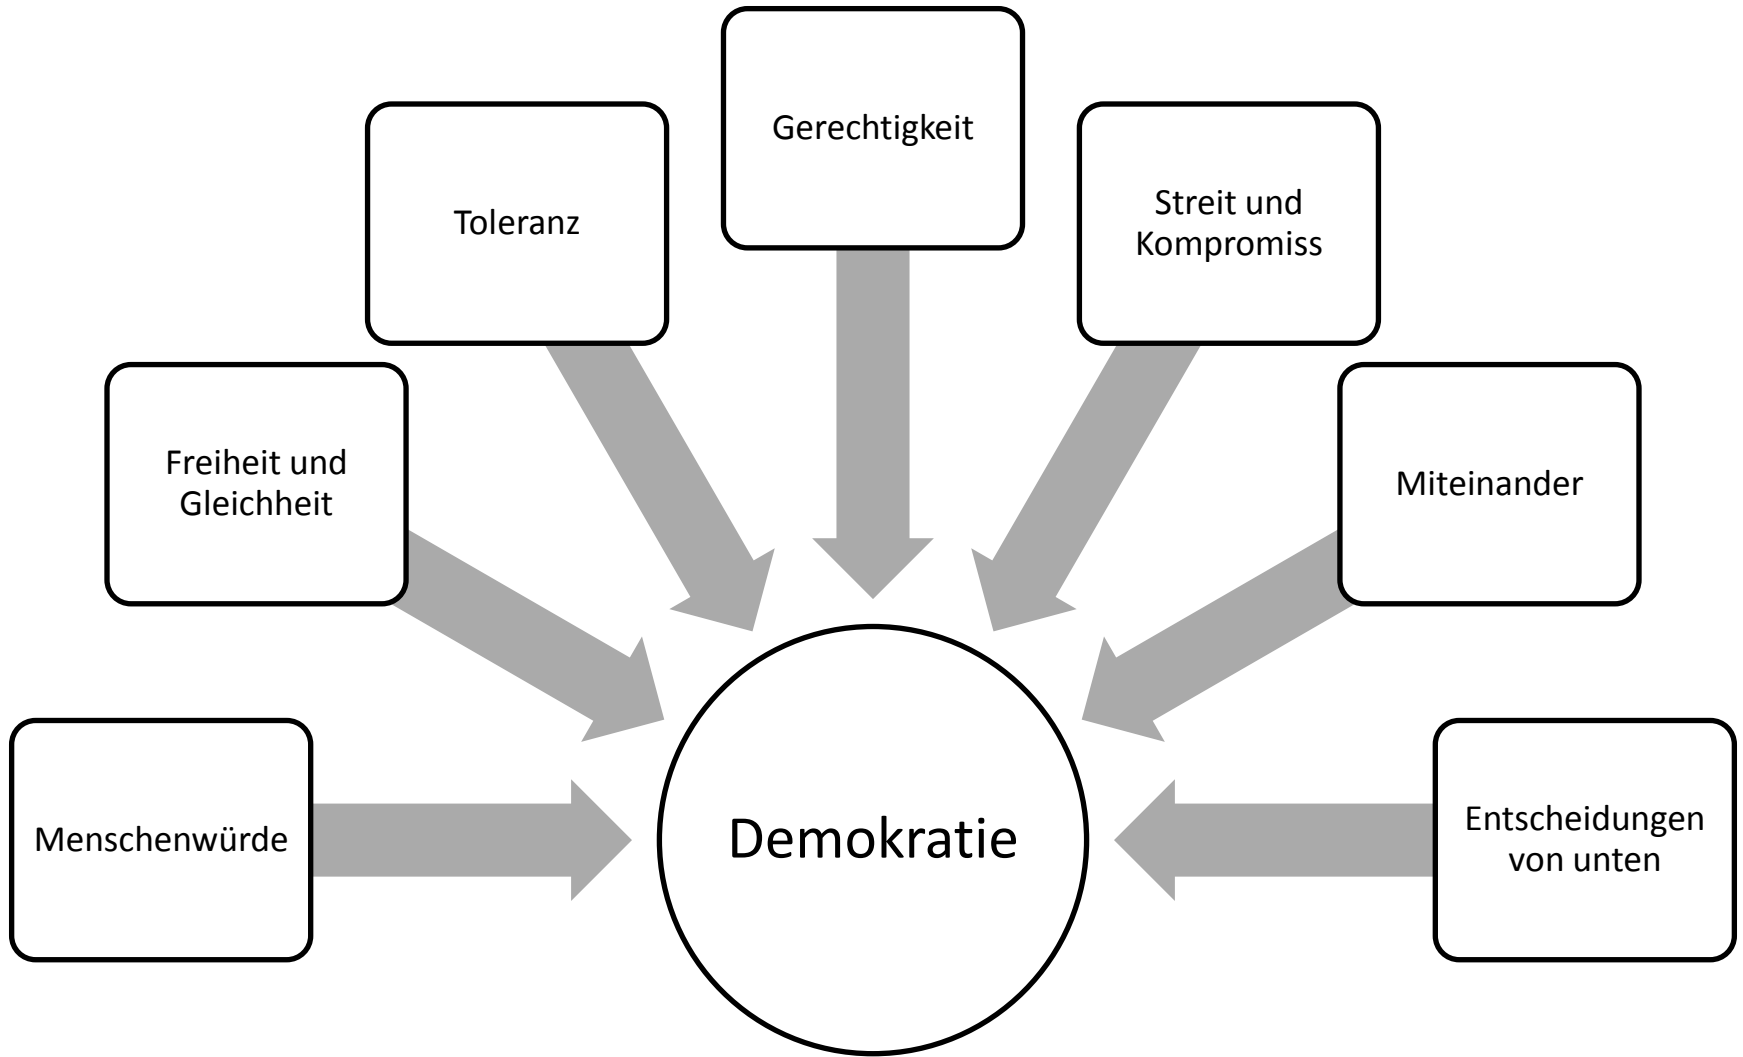 Gerechtigkeit
Toleranz
Streit und
Kompromiss
Freiheit und
Gleichheit
Miteinander
Menschenwürde
Demokratie
Entscheidungen
von unten